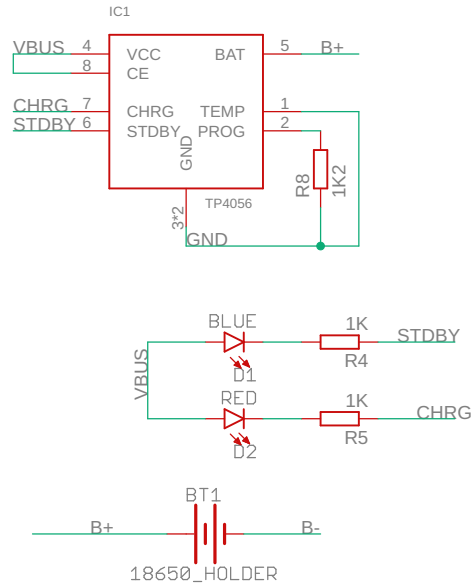 IC1
VBUS 4 VCC BAT 5 B+
8 CE
CHRG 7 CHRG TEMP 1
STDBY 6 STDBY PROG 2
GND
R8 1K2
3*2 TP4056
GND
BLUE 1K STDBY
D1 R4
VBUS
RED 1K CHRG
D2 R5
BT1
B+ B-
18650_HOLDER